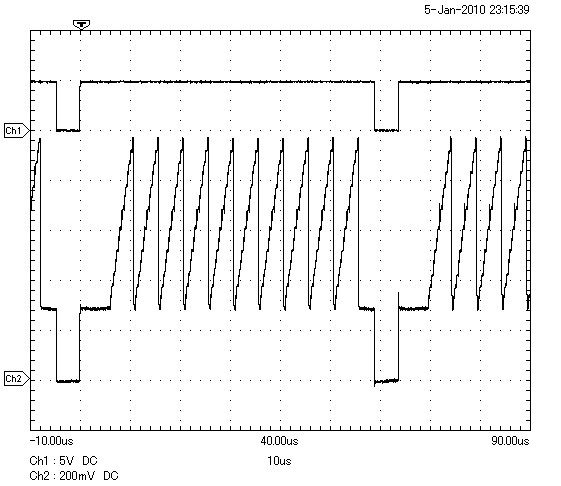 5-Jan-2010 23:15:39
T
Ch1
Ch2
-10.00us 40.00us 90.00us
Ch1 : 5V DC 10us
Ch2 : 200mV DC